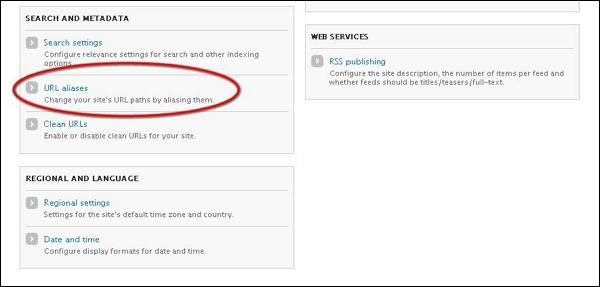 SEARCH AND METADATA
Search settings
Configure relevance settings for search and other indexing
options.
URL aliases
Change your site's URL paths by aliasing them.
Clean URLs
Enable or disable clean URLs for your site.
REGIONAL AND LANGUAGE
Regional settings
Settings for the site's default time zone and country.
Date and time
Configure display formats for date and time.
WEB SERVICES
RSS publishing
Configure the site description, the number of items per feed and
whether feeds should be titles/teasers/full-text.